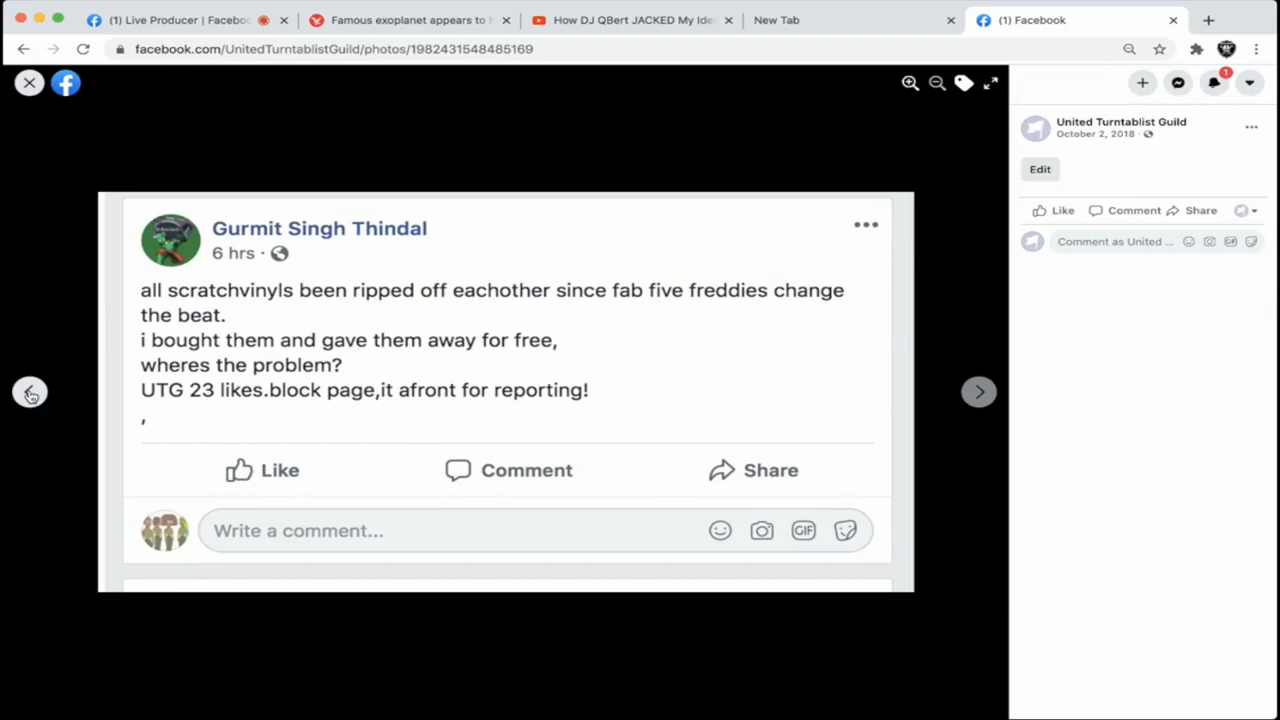 (1) Live Producer | Faceboo
Famous exoplanet appears to h
How DJ QBert JACKED My Ide
New Tab
(1) Facebook
facebook.com/UnitedTurntablistGuild/photos/1982431548485169
1
United Turntablist Guild
October 2, 2018 ·
Edit
Like Comment Share
Comment as United ...
GIF
Gurmit Singh Thindal
6 hrs ·
all scratchvinyls been ripped off eachother since fab five freddies change
the beat.
i bought them and gave them away for free,
wheres the problem?
UTG 23 likes.block page,it afront for reporting!
,
Like Comment Share
Write a comment...
GIF